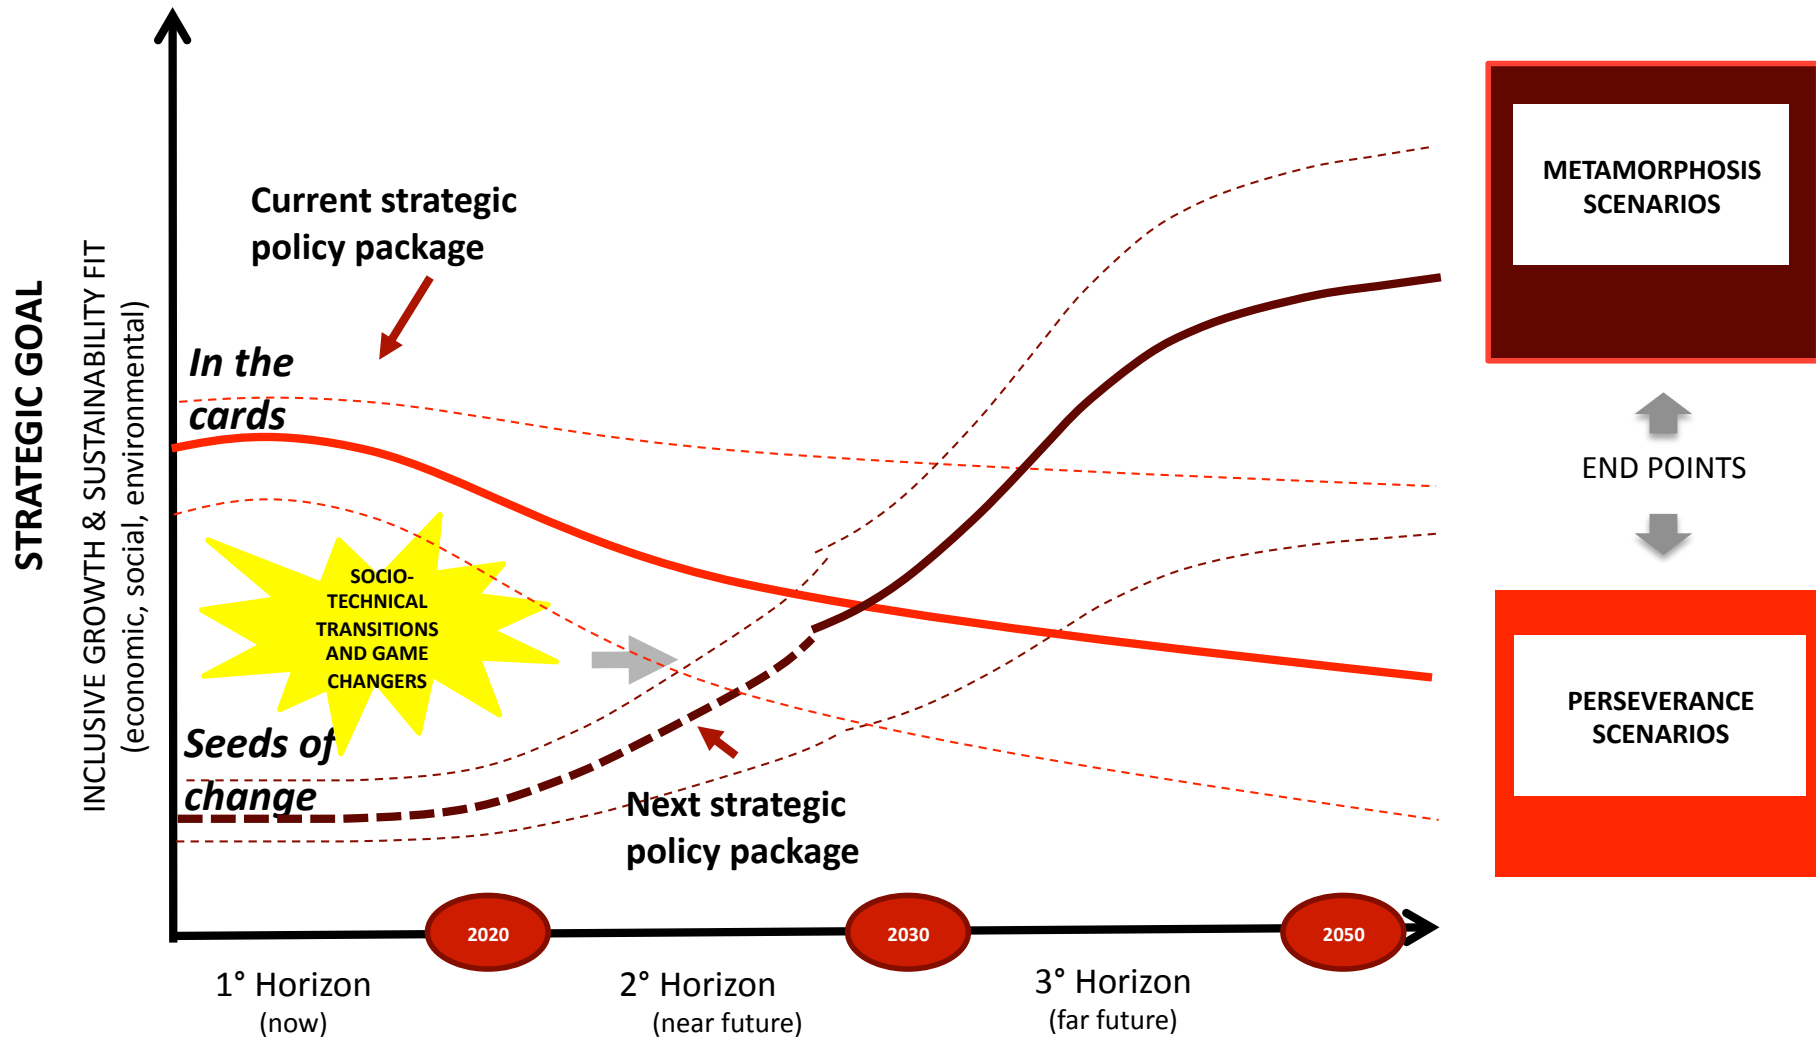 STRATEGIC GOAL
INCLUSIVE GROWTH & SUSTAINABILITY FIT
(economic, social, environmental)
Current strategic
policy package
In the
cards
SOCIO-
TECHNICAL
TRANSITIONS
AND GAME
CHANGERS
Seeds of
change
Next strategic
policy package
METAMORPHOSIS
SCENARIOS
END POINTS
PERSEVERANCE
SCENARIOS
2020
2030
2050
1° Horizon
(now)
2° Horizon
(near future)
3° Horizon
(far future)